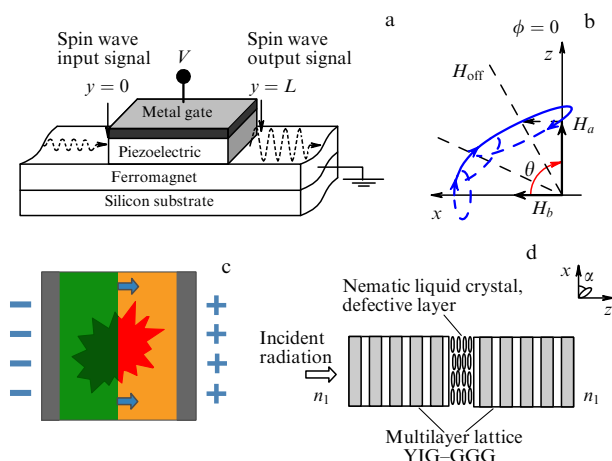 a
Spin wave
input signal
V
Spin wave
output signal
y = 0
y = L
Metal gate
Piezoelectric
Ferromagnet
Silicon substrate
b
ϕ = 0
z
H_off
H_a
θ
x
H_b
c
− +
− +
− +
− +
d
Nematic liquid crystal,
defective layer
x
α
z
Incident
radiation
n_1
n_1
Multilayer lattice
YIG–GGG